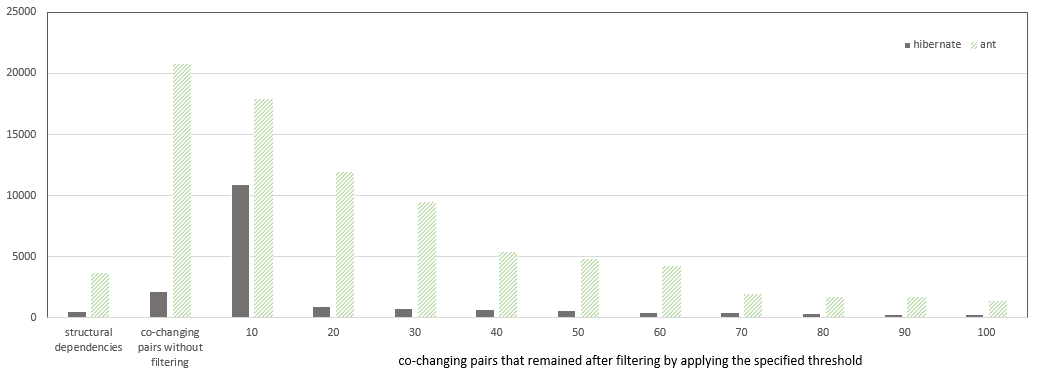 25000
20000
15000
10000
5000
0
hibernate ant
structural
dependencies
co-changing
pairs without
filtering
10 20 30 40 50 60 70 80 90 100
co-changing pairs that remained after filtering by applying the specified threshold